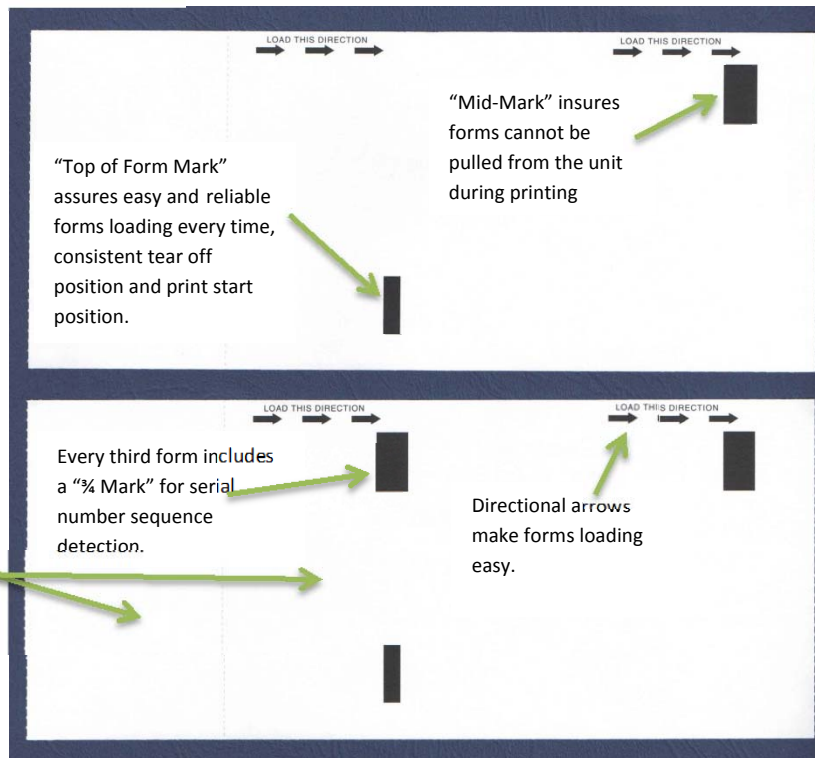 LOAD THIS DIRECTION
LOAD THIS DIRECTION
“Mid-Mark” insures
forms cannot be
pulled from the unit
during printing
“Top of Form Mark”
assures easy and reliable
forms loading every time,
consistent tear off
position and print start
position.
LOAD THIS DIRECTION
LOAD THIS DIRECTION
Every third form includes
a “¾ Mark” for serial
number sequence
detection.
Directional arrows
make forms loading
easy.